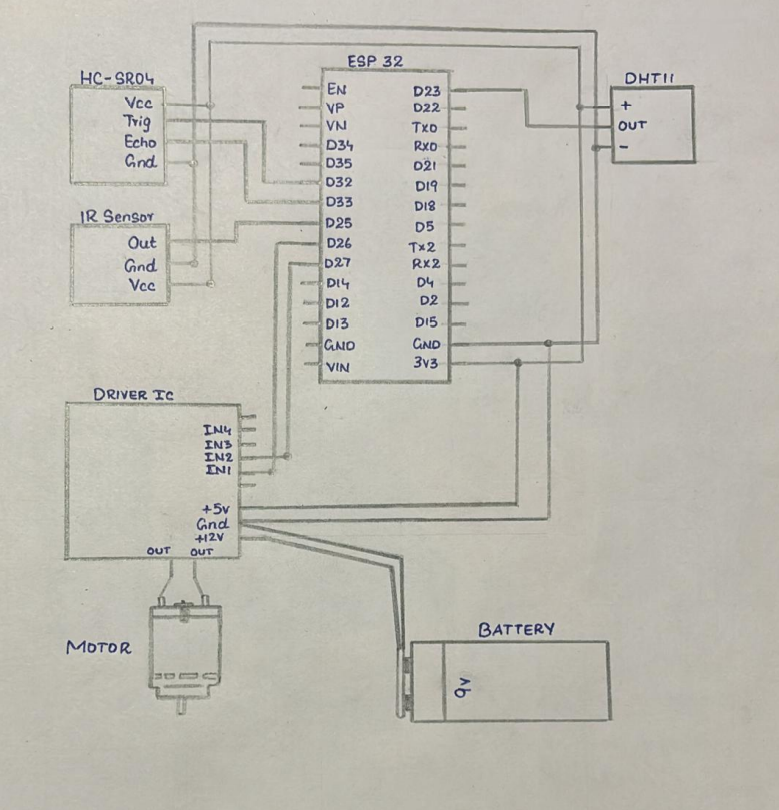 ESP 32
HC-SR04
DHT11
Vcc
Trig
Echo
Gnd
IR Sensor
Out
Gnd
Vcc
EN
VP
VN
D34
D35
D32
D33
D25
D26
D27
D14
D12
D13
GND
VIN
D23
D22
TX0
RX0
D21
D19
D18
D5
TX2
RX2
D4
D2
D15
GND
3V3
+
OUT
-
DRIVER IC
IN4
IN3
IN2
IN1
+5v
Gnd
+12V
OUT OUT
MOTOR
BATTERY
9v